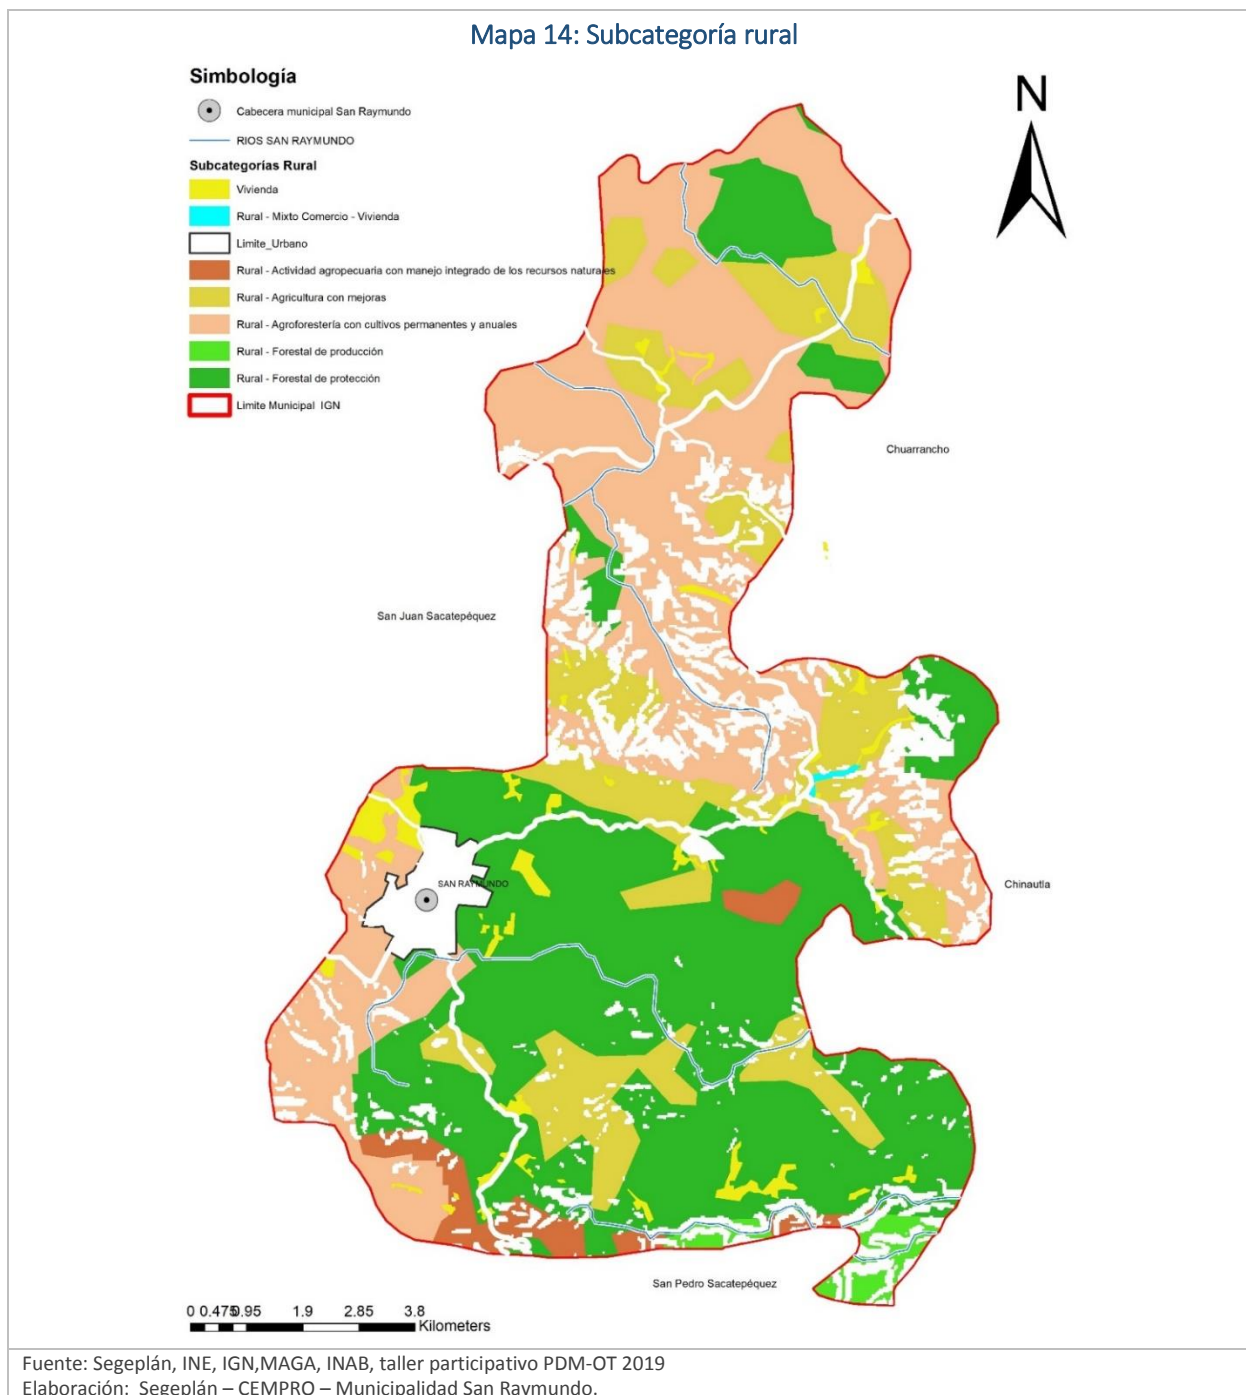 Mapa 14: Subcategoría rural
Simbología
Cabecera municipal San Raymundo
RIOS SAN RAYMUNDO
Subcategorías Rural
Vivienda
Rural - Mixto Comercio - Vivienda
Limite_Urbano
Rural - Actividad agropecuaria con manejo integrado de los recursos naturales
Rural - Agricultura con mejoras
Rural - Agroforestería con cultivos permanentes y anuales
Rural - Forestal de producción
Rural - Forestal de protección
Limite Municipal IGN
N
Chuarrancho
San Juan Sacatepéquez
SAN RAYMUNDO
Chinautla
San Pedro Sacatepéquez
0 0.475 0.95 1.9 2.85 3.8
Kilometers
Fuente: Segeplán, INE, IGN,MAGA, INAB, taller participativo PDM-OT 2019
Elaboración: Segeplán – CEMPRO – Municipalidad San Raymundo.